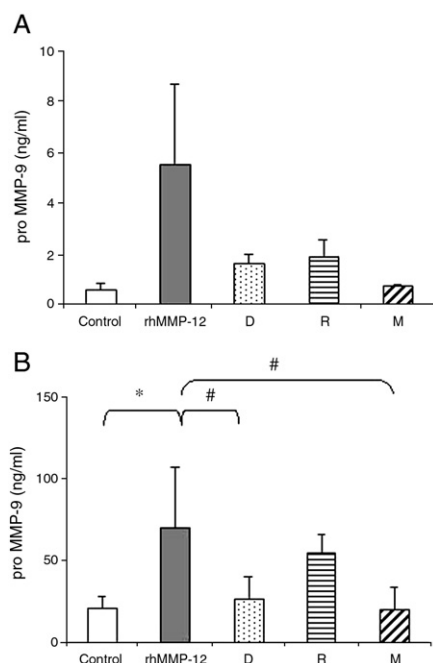 A
pro MMP-9 (ng/ml)
10
8
6
4
2
0
Control rhMMP-12 D R M
B
pro MMP-9 (ng/ml)
#
* #
150
100
50
0
Control rhMMP-12 D R M